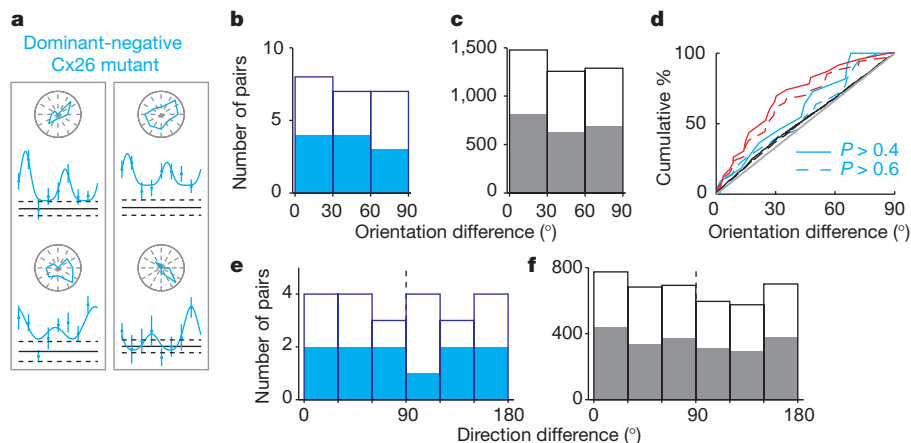 a
Dominant-negative
Cx26 mutant
b
Number of pairs
10
5
0
0 30 60 90
c
1,500
1,000
500
0
0 30 60 90
Orientation difference (°)
d
Cumulative %
100
50
0
0 30 60 90
P > 0.4
P > 0.6
Orientation difference (°)
e
Number of pairs
4
2
0
0 90 180
f
800
400
0
0 90 180
Direction difference (°)